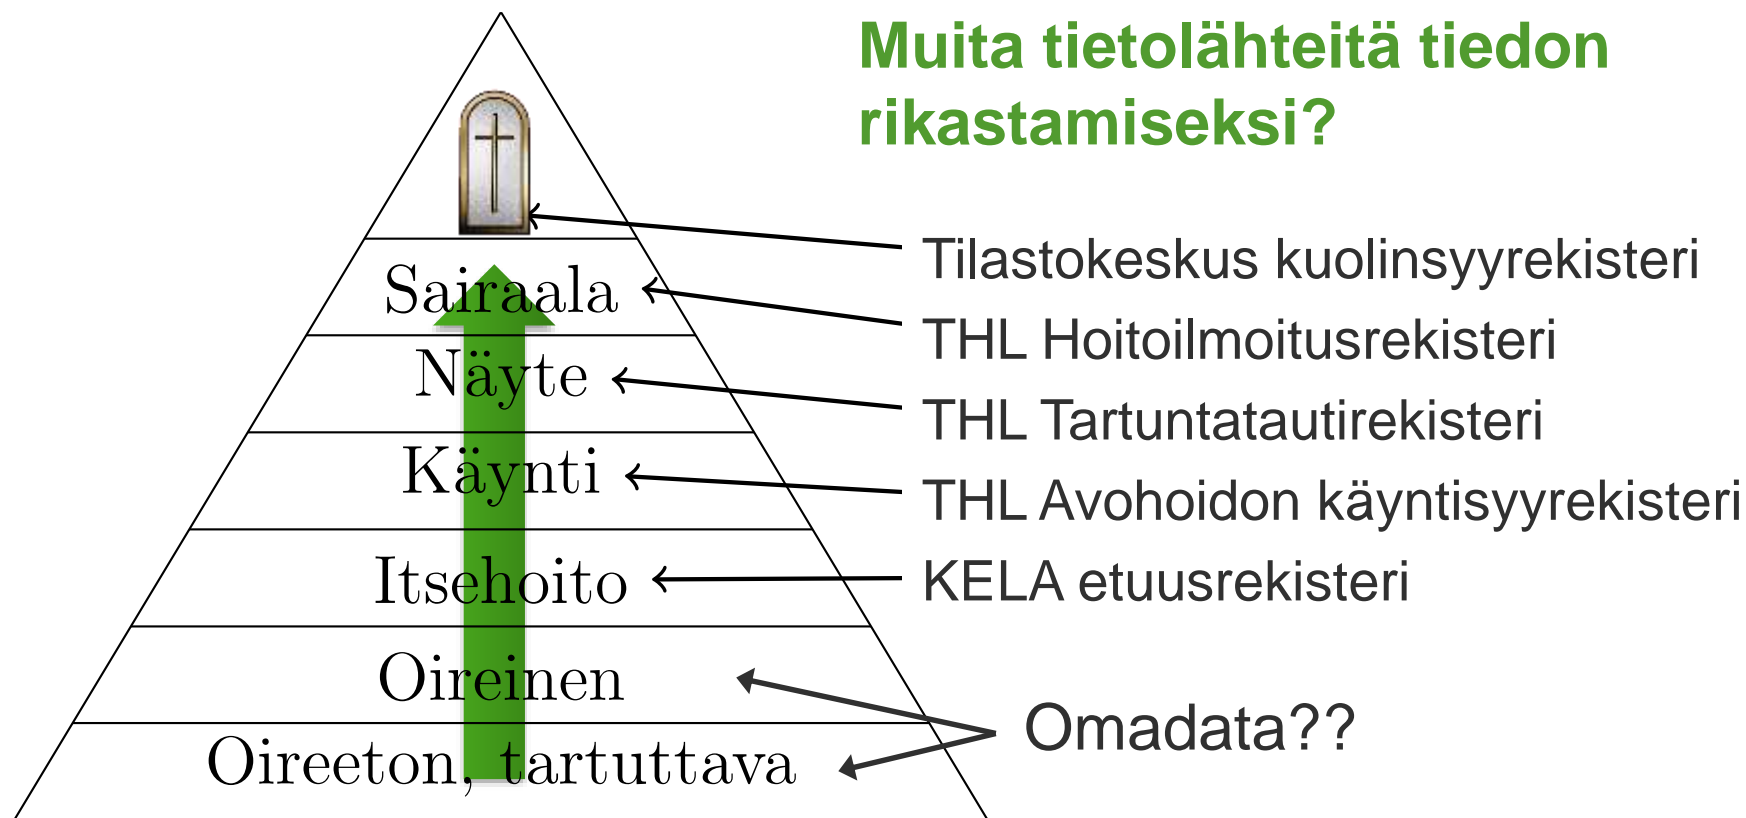 Muita tietolähteitä tiedon
rikastamiseksi?
Tilastokeskus kuolinsyyrekisteri
Sairaala
THL Hoitoilmoitusrekisteri
Näyte
THL Tartuntatautirekisteri
Käynti
THL Avohoidon käyntisyyrekisteri
Itsehoito
KELA etuusrekisteri
Oireinen
Omadata??
Oireeton, tartuttava